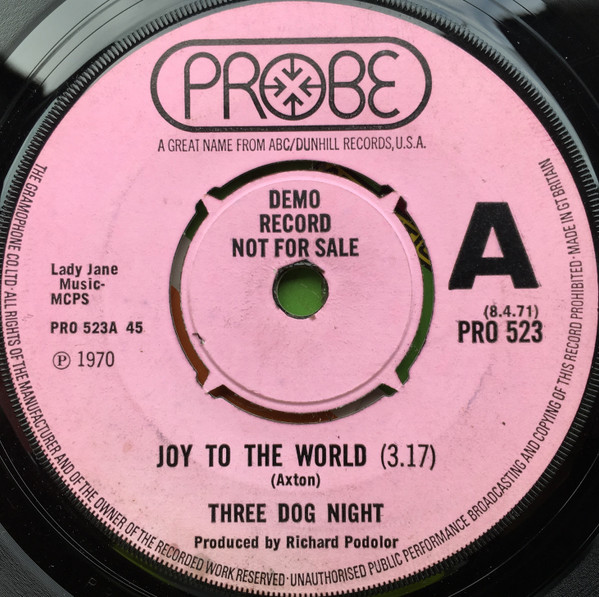 PROBE
A GREAT NAME FROM ABC/DUNHILL RECORDS, U.S.A.
DEMO
RECORD
NOT FOR SALE
A
Lady Jane
Music-
MCPS
(8.4.71)
PRO 523A 45
PRO 523
Ⓟ 1970
JOY TO THE WORLD (3.17)
(Axton)
THREE DOG NIGHT
Produced by Richard Podolor
THE GRAMOPHONE CO. LTD · ALL RIGHTS OF THE MANUFACTURER AND OF THE OWNER OF THE RECORDED WORK RESERVED · UNAUTHORISED PUBLIC PERFORMANCE BROADCASTING AND COPYING OF THIS RECORD PROHIBITED · MADE IN GT BRITAIN